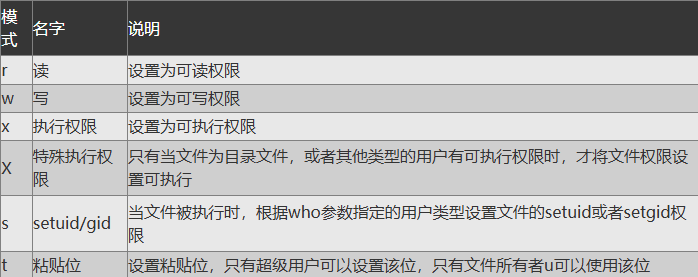 模式 名字 说明
r 读 设置为可读权限
w 写 设置为可写权限
x 执行权限 设置为可执行权限
X 特殊执行权限 只有当文件为目录文件，或者其他类型的用户有可执行权限时，才将文件权限设置可执行
s setuid/gid 当文件被执行时，根据who参数指定的用户类型设置文件的setuid或者setgid权限
t 粘贴位 设置粘贴位，只有超级用户可以设置该位，只有文件所有者u可以使用该位